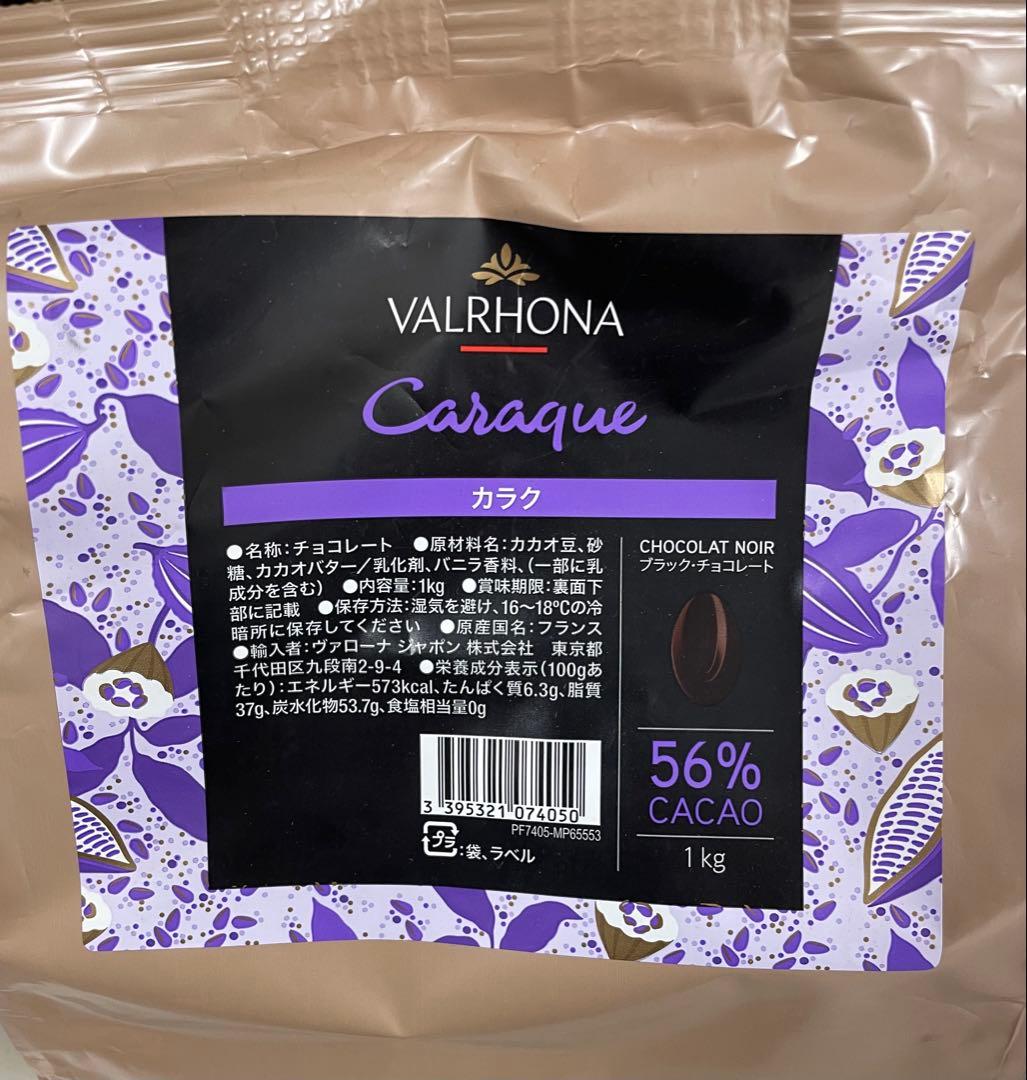 VALRHONA
Caraque
カラク
●名称:チョコレート ●原材料名:カカオ豆、砂
糖、カカオバター/乳化剤、バニラ香料、(一部に乳
成分を含む) ●内容量:1kg ●賞味期限:裏面下
部に記載 ●保存方法:湿気を避け、16～18ºCの冷
暗所に保存してください ●原産国名:フランス
●輸入者:ヴァローナ ジャポン 株式会社 東京都
千代田区九段南2-9-4 ●栄養成分表示(100gあ
たり):エネルギー573kcal、たんぱく質6.3g、脂質
37g、炭水化物53.7g、食塩相当量0g
3 395321 074050
PF7405-MP65553
プラ:袋、ラベル
CHOCOLAT NOIR
ブラック・チョコレート
56%
CACAO
1 kg